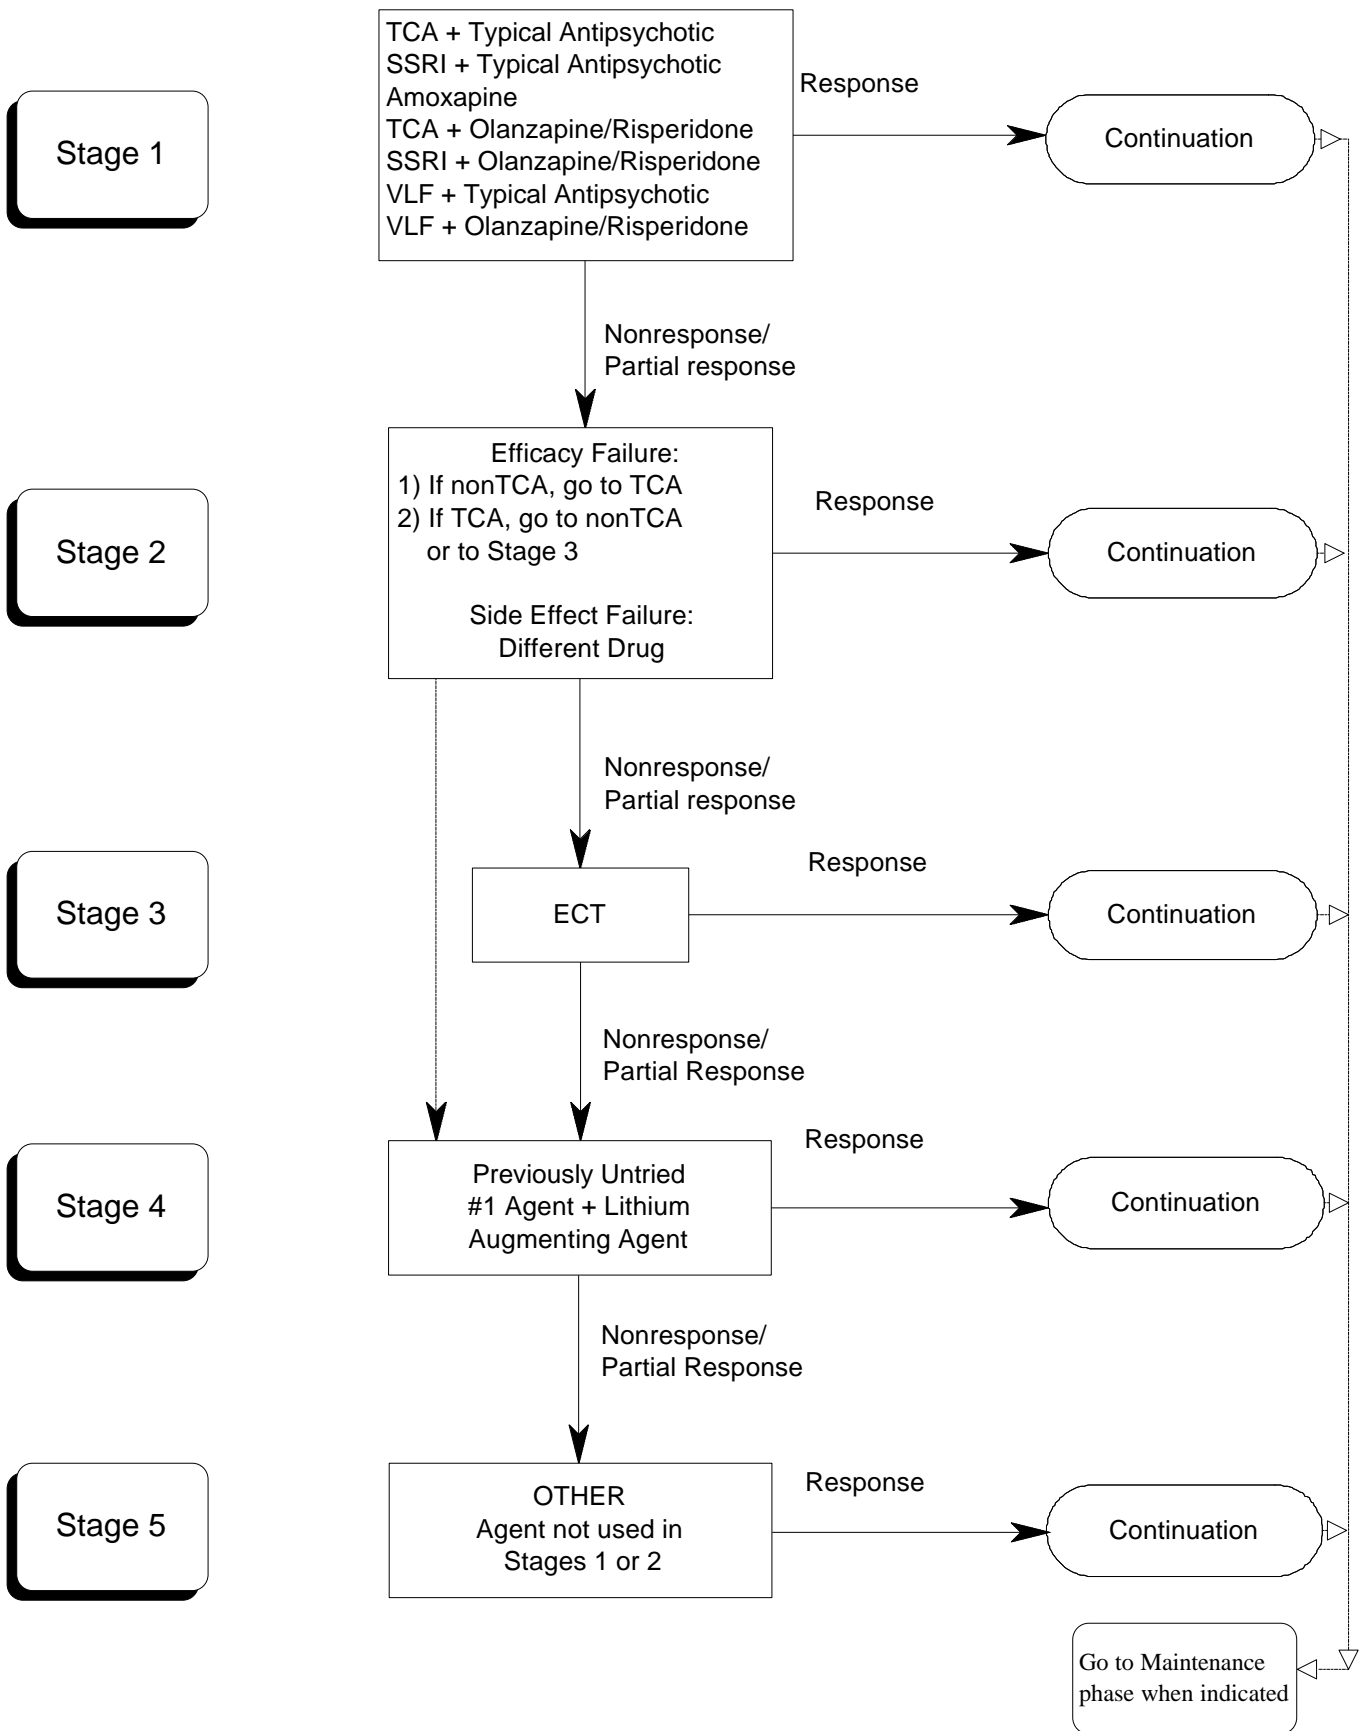 TCA + Typical Antipsychotic
SSRI + Typical Antipsychotic
Amoxapine
TCA + Olanzapine/Risperidone
SSRI + Olanzapine/Risperidone
VLF + Typical Antipsychotic
VLF + Olanzapine/Risperidone
Response
Stage 1
Continuation
Nonresponse/
Partial response
Efficacy Failure:
1) If nonTCA, go to TCA
2) If TCA, go to nonTCA
or to Stage 3
Side Effect Failure:
Different Drug
Response
Stage 2
Continuation
Nonresponse/
Partial response
Response
Stage 3
ECT
Continuation
Nonresponse/
Partial Response
Response
Stage 4
Previously Untried
#1 Agent + Lithium
Augmenting Agent
Continuation
Nonresponse/
Partial Response
Response
Stage 5
OTHER
Agent not used in
Stages 1 or 2
Continuation
Go to Maintenance
phase when indicated